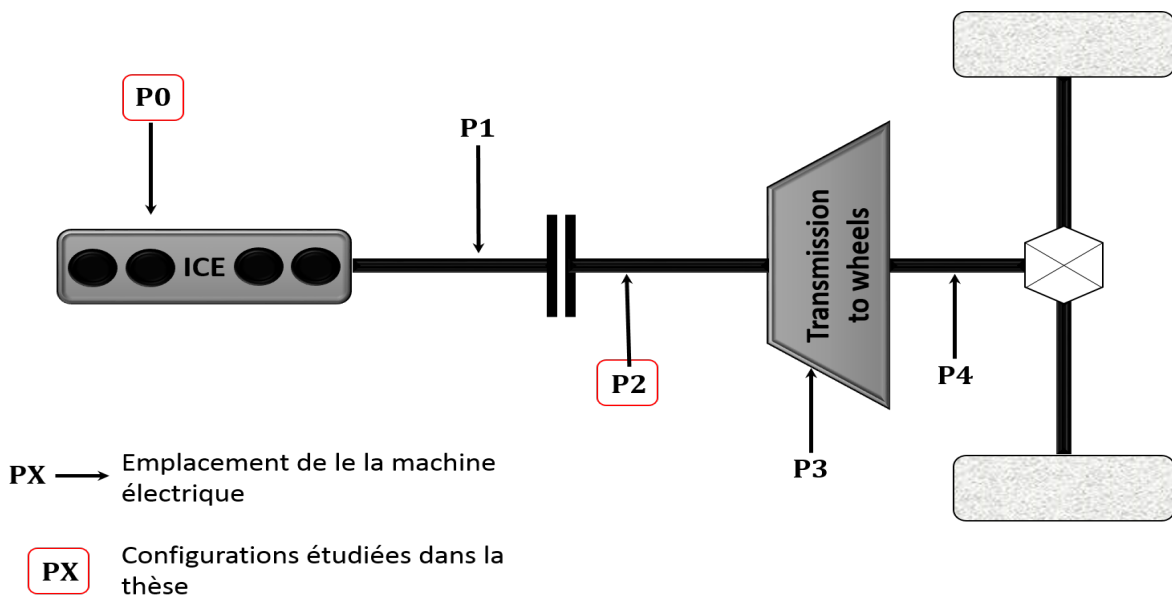 P0
P1
ICE
Transmission
to wheels
P2
P4
P3
PX Emplacement de le la machine
électrique
PX Configurations étudiées dans la
thèse